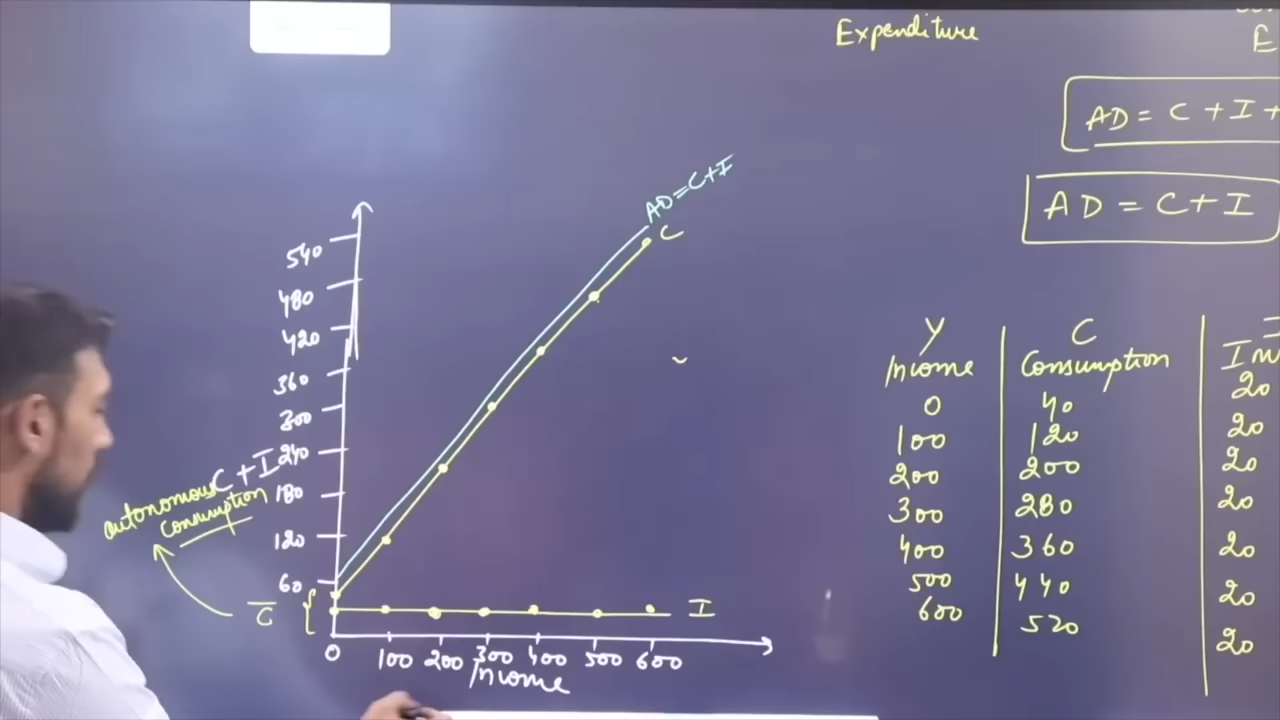 Expenditure
E
AD = C + I +
AD = C + I
AD=C+I
C
540
480
420
360
300
240
180
120
60
C + I
autonomous
consumption
C̅
I
0 100 200 300 400 500 600
Income
Y C
Income Consumption
0 40 20
100 120 20
200 200 20
300 280 20
400 360 20
500 440 20
600 520 20